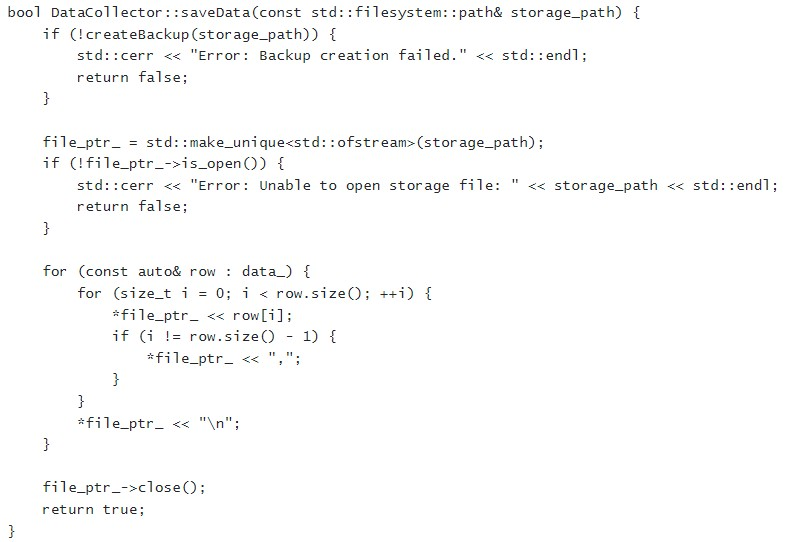 bool DataCollector::saveData(const std::filesystem::path& storage_path) {
    if (!createBackup(storage_path)) {
        std::cerr << "Error: Backup creation failed." << std::endl;
        return false;
    }

    file_ptr_ = std::make_unique<std::ofstream>(storage_path);
    if (!file_ptr_->is_open()) {
        std::cerr << "Error: Unable to open storage file: " << storage_path << std::endl;
        return false;
    }

    for (const auto& row : data_) {
        for (size_t i = 0; i < row.size(); ++i) {
            *file_ptr_ << row[i];
            if (i != row.size() - 1) {
                *file_ptr_ << ",";
            }
        }
        *file_ptr_ << "\n";
    }

    file_ptr_->close();
    return true;
}